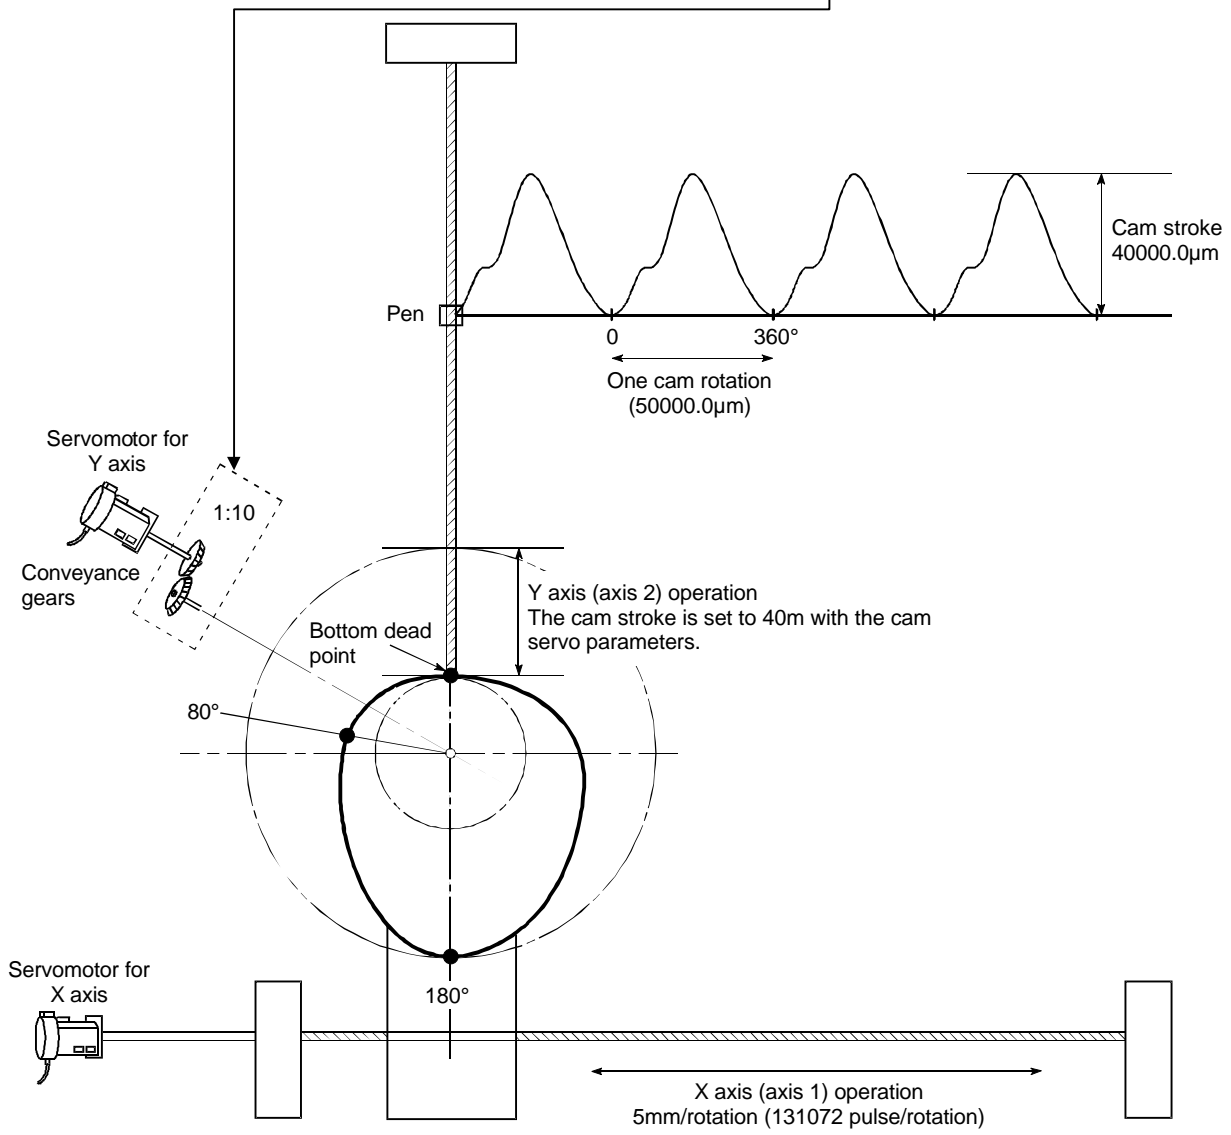 Cam stroke
40000.0µm
Pen
0
360°
One cam rotation
(50000.0µm)
Servomotor for
Y axis
1:10
Conveyance
gears
Y axis (axis 2) operation
The cam stroke is set to 40m with the cam
servo parameters.
Bottom dead
point
80°
180°
Servomotor for
X axis
X axis (axis 1) operation
5mm/rotation (131072 pulse/rotation)